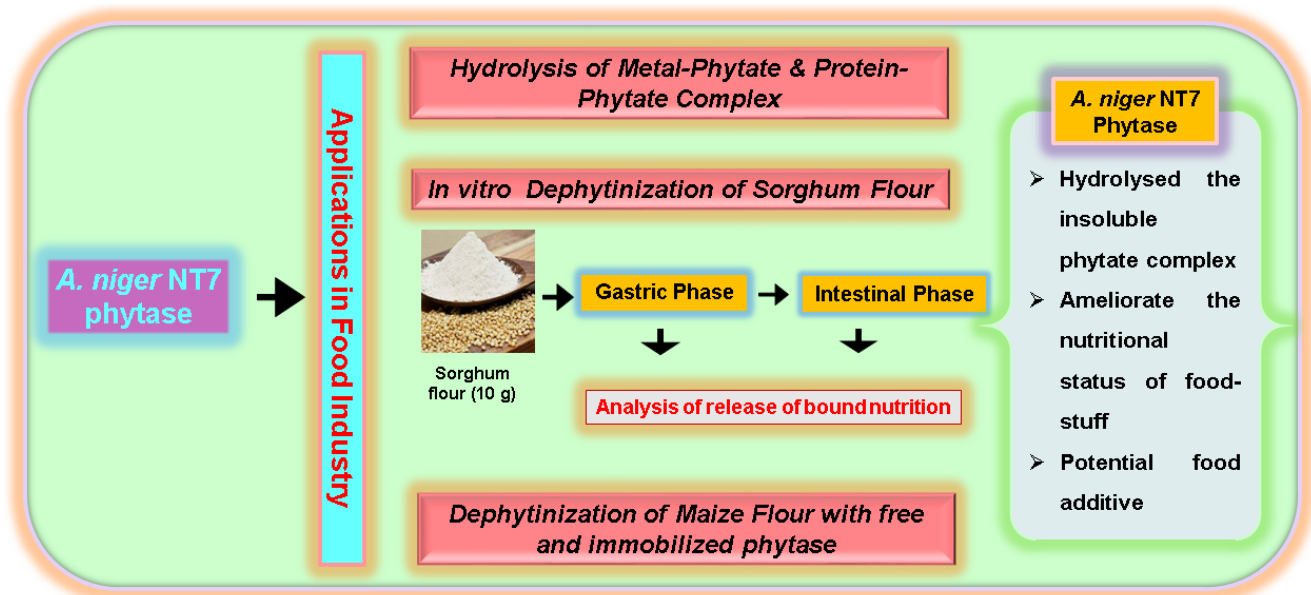 A. niger NT7
phytase
Applications in Food Industry
Hydrolysis of Metal-Phytate & Protein-
Phytate Complex
In vitro Dephytinization of Sorghum Flour
Sorghum
flour (10 g)
Gastric Phase
Intestinal Phase
Analysis of release of bound nutrition
Dephytinization of Maize Flour with free
and immobilized phytase
A. niger NT7
Phytase
➢ Hydrolysed the
insoluble
phytate complex
➢ Ameliorate the
nutritional
status of food-
stuff
➢ Potential food
additive